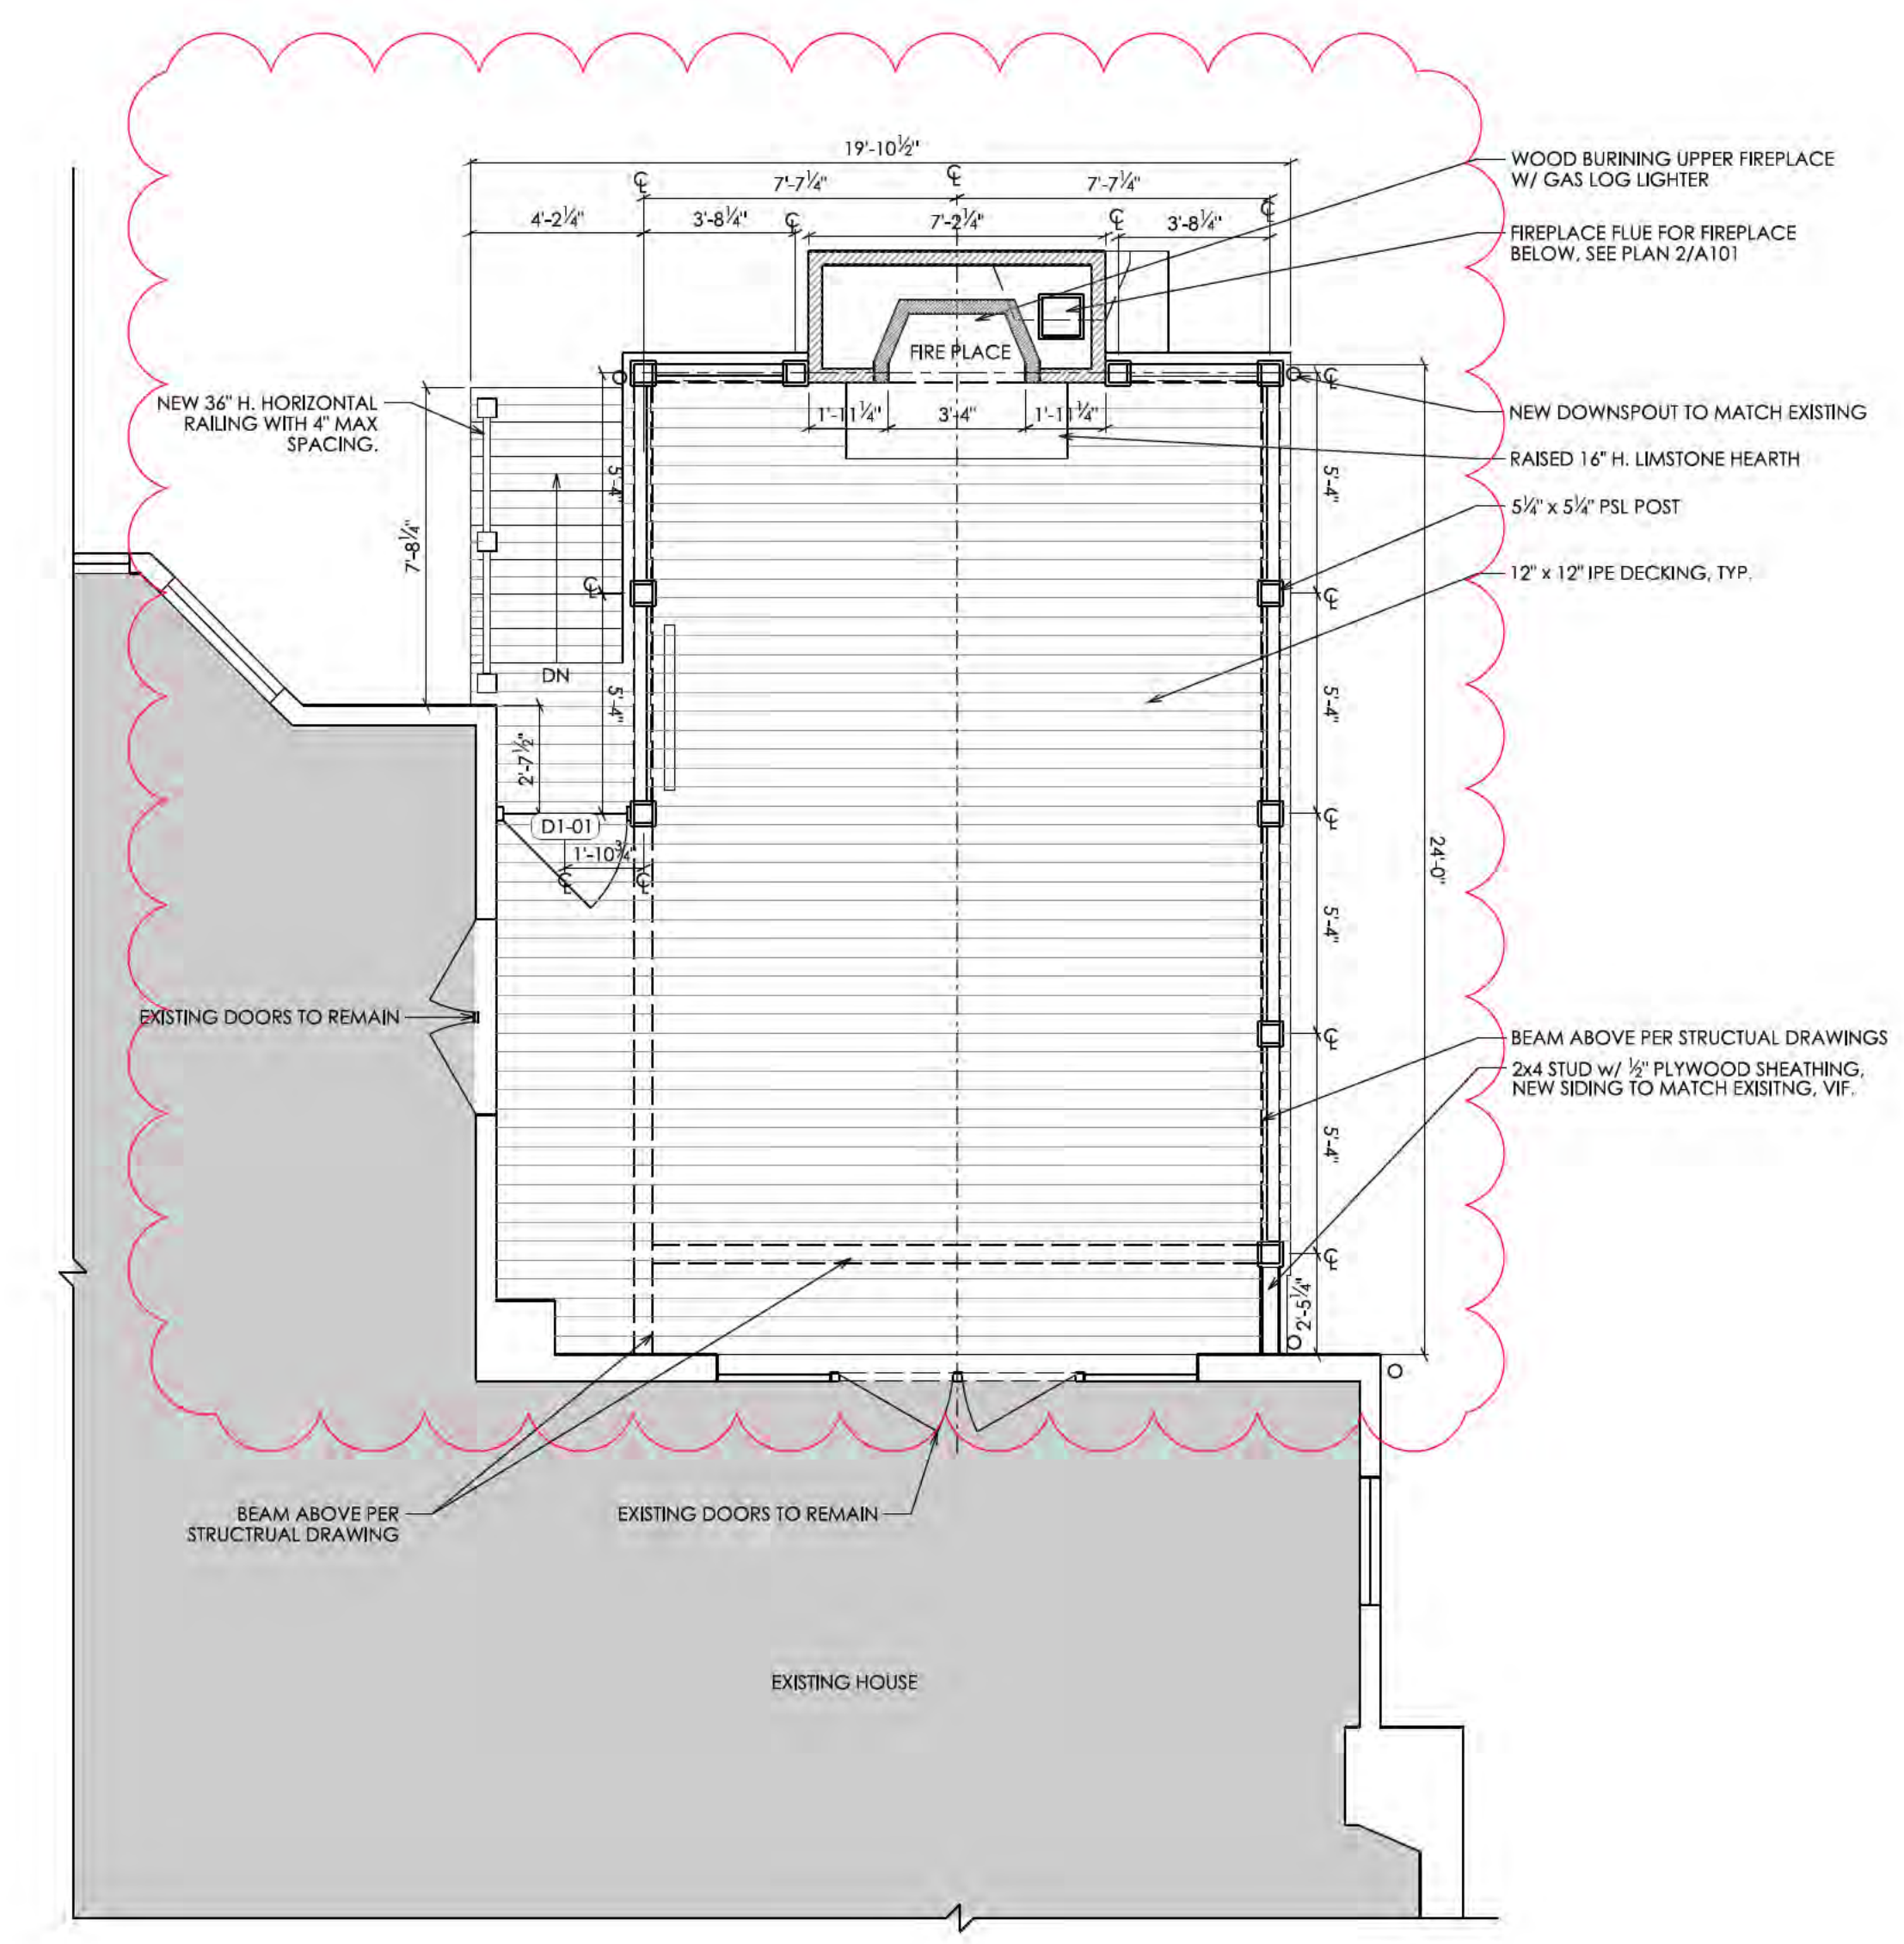 19'-10½"
7'-7¼"
7'-7¼"
4'-2¼"
3'-8¼"
7'-2¼"
3'-8¼"
WOOD BURINING UPPER FIREPLACE
W/ GAS LOG LIGHTER
FIREPLACE FLUE FOR FIREPLACE
BELOW, SEE PLAN 2/A101
FIRE PLACE
NEW 36" H. HORIZONTAL
RAILING WITH 4" MAX
SPACING.
1'-11¼"
3'-4"
1'-11¼"
NEW DOWNSPOUT TO MATCH EXISTING
RAISED 16" H. LIMSTONE HEARTH
5'-4"
5'-4"
5¼" x 5¼" PSL POST
7'-8¼"
12" x 12" IPE DECKING, TYP.
DN
5'-4"
5'-4"
2'-7½"
D1-01
1'-10¾"
24'-0"
5'-4"
EXISTING DOORS TO REMAIN
BEAM ABOVE PER STRUCTUAL DRAWINGS
2x4 STUD w/ ½" PLYWOOD SHEATHING,
NEW SIDING TO MATCH EXISITNG, VIF.
5'-4"
2'-5¼"
BEAM ABOVE PER
STRUCTRUAL DRAWING
EXISTING DOORS TO REMAIN
EXISTING HOUSE